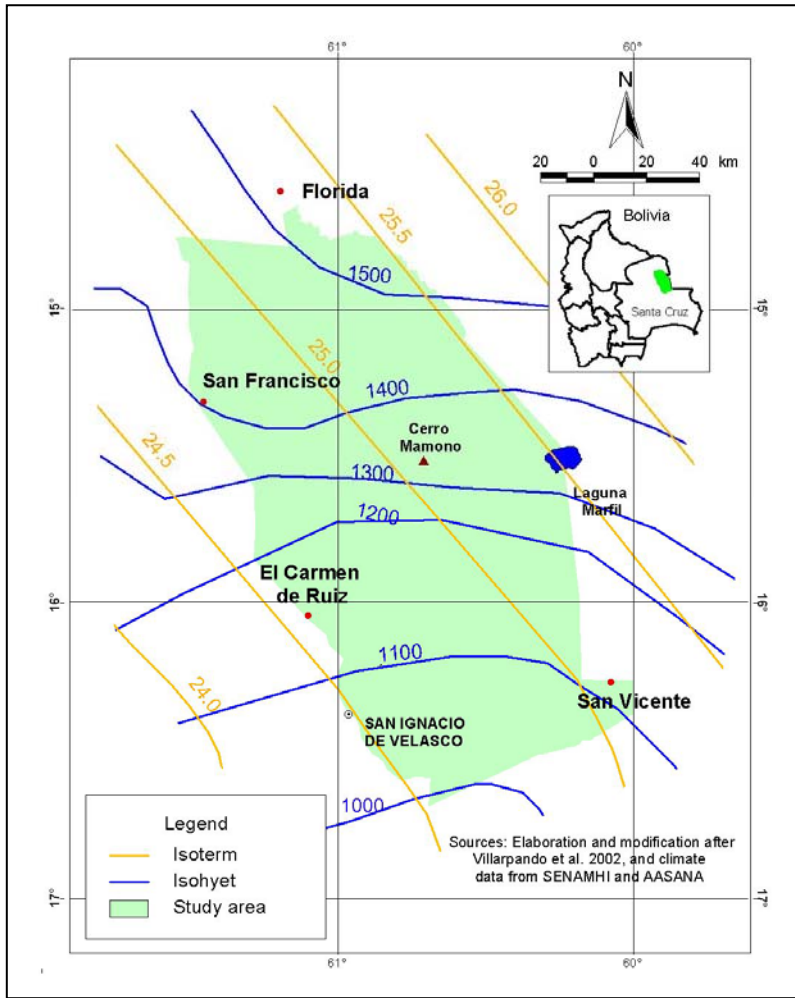 61°
60°
N
20 0 20 40 km
Florida
26.0
25.5
Bolivia
Santa Cruz
1500
15°
15°
25.0
1400
San Francisco
Cerro
Mamono
24.5
1300
Laguna
Marfil
1200
El Carmen
de Ruiz
16°
16°
1100
24.0
San Vicente
SAN IGNACIO
DE VELASCO
1000
Legend
Isoterm
Isohyet
Study area
Sources: Elaboration and modification after
Villarpando et al. 2002, and climate
data from SENAMHI and AASANA
17°
17°
61°
60°